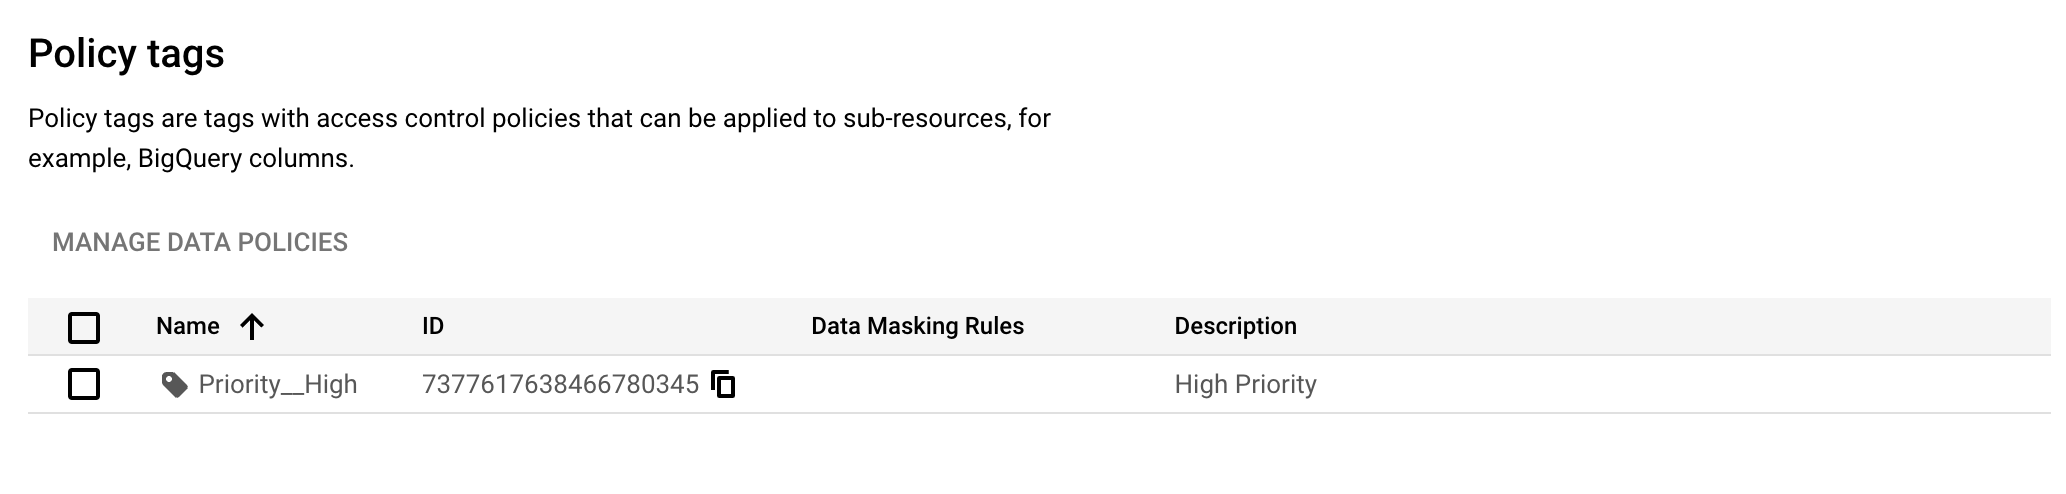 Policy tags
Policy tags are tags with access control policies that can be applied to sub-resources, for
example, BigQuery columns.
MANAGE DATA POLICIES
Name ID Data Masking Rules Description
Priority__High 7377617638466780345 High Priority